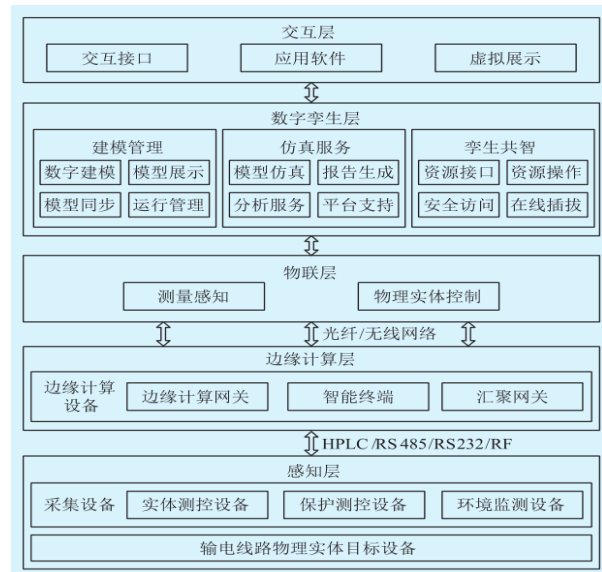 交互层
交互接口 应用软件 虚拟展示
数字孪生层
建模管理 仿真服务 孪生共智
数字建模 模型展示 模型仿真 报告生成 资源接口 资源操作
模型同步 运行管理 分析服务 平台支持 安全访问 在线插拔
物联层
测量感知 物理实体控制
光纤/无线网络
边缘计算层
边缘计算
设备 边缘计算网关 智能终端 汇聚网关
HPLC/RS485/RS232/RF
感知层
采集设备 实体测控设备 保护测控设备 环境监测设备
输电线路物理实体目标设备